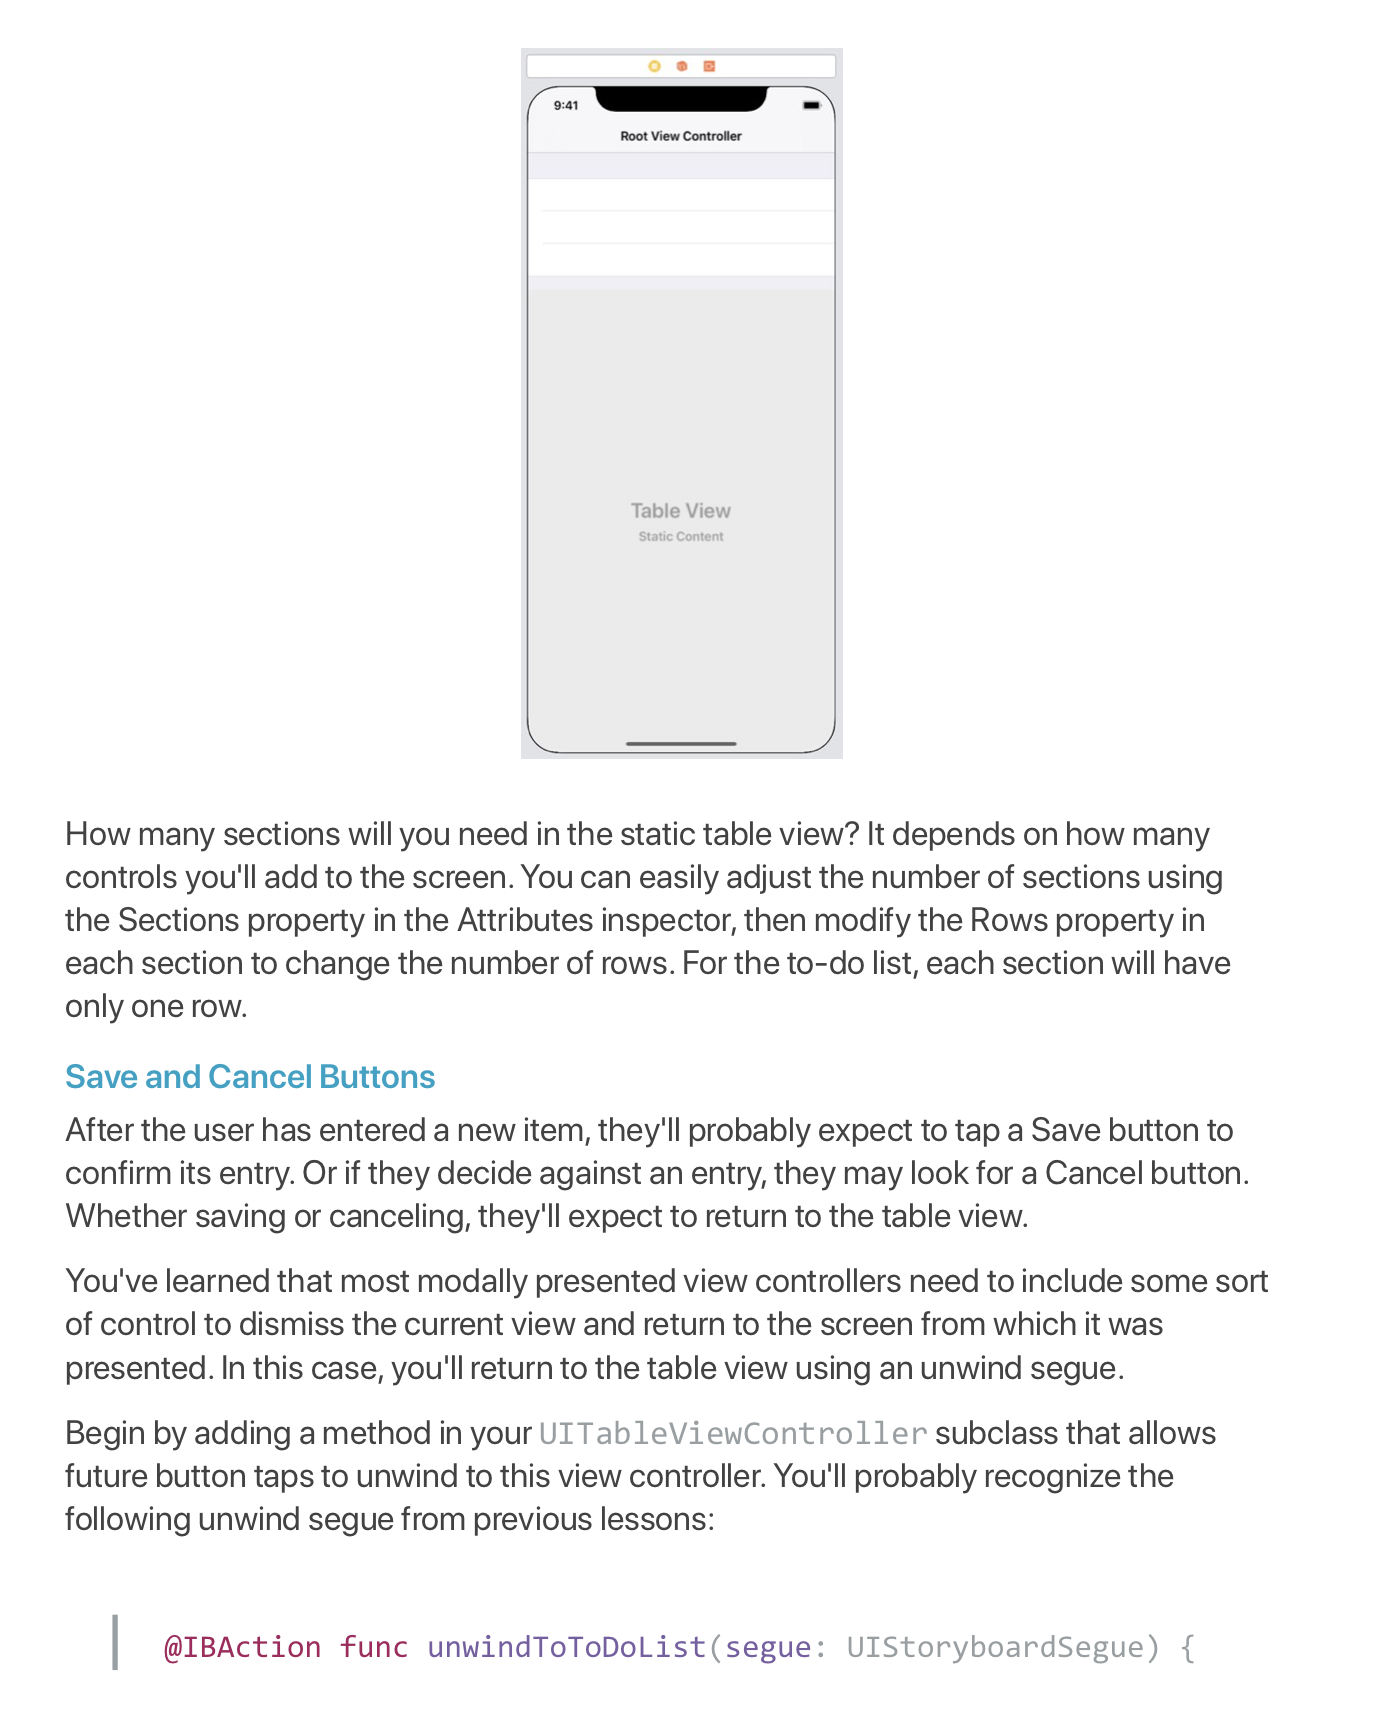 9:41
Root View Controller
Table View
Static Content
How many sections will you need in the static table view? It depends on how many
controls you'll add to the screen. You can easily adjust the number of sections using
the Sections property in the Attributes inspector, then modify the Rows property in
each section to change the number of rows. For the to-do list, each section will have
only one row.
Save and Cancel Buttons
After the user has entered a new item, they'll probably expect to tap a Save button to
confirm its entry. Or if they decide against an entry, they may look for a Cancel button.
Whether saving or canceling, they'll expect to return to the table view.
You've learned that most modally presented view controllers need to include some sort
of control to dismiss the current view and return to the screen from which it was
presented. In this case, you'll return to the table view using an unwind segue.
Begin by adding a method in your UITableViewController subclass that allows
future button taps to unwind to this view controller. You'll probably recognize the
following unwind segue from previous lessons:
@IBAction func unwindToToDoList(segue: UIStoryboardSegue) {